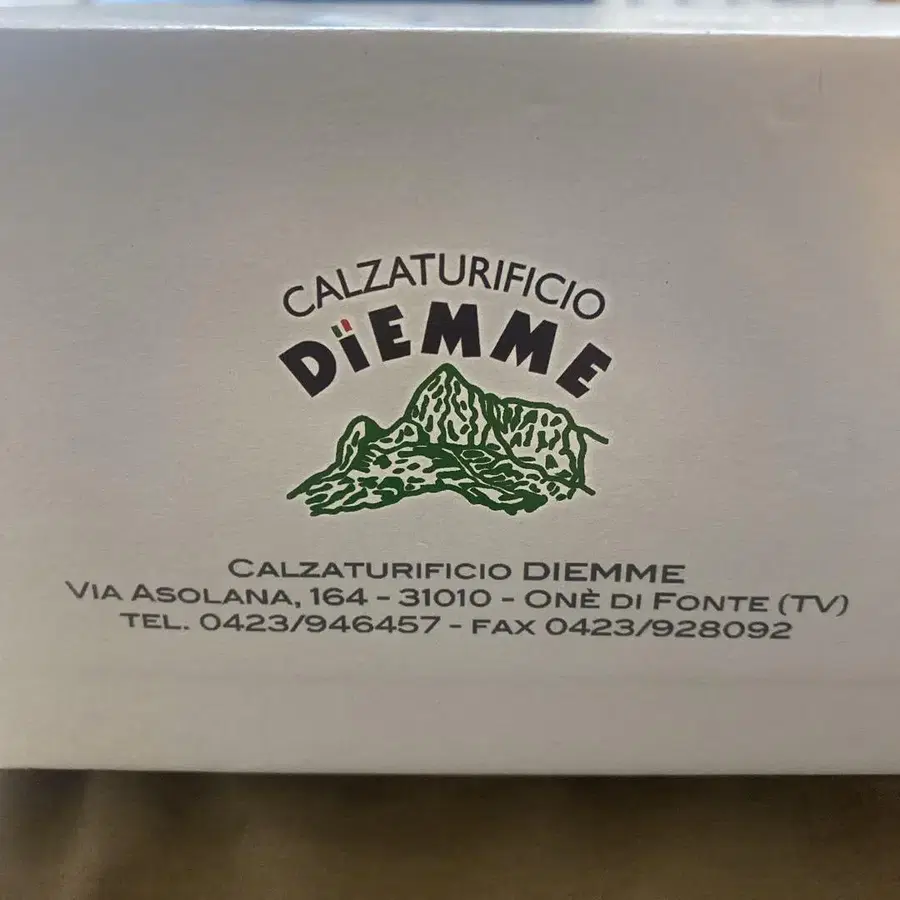 CALZATURIFICIO
DiEMME
CALZATURIFICIO DIEMME
VIA ASOLANA, 164 - 31010 - ONÈ DI FONTE (TV)
TEL. 0423/946457 - FAX 0423/928092